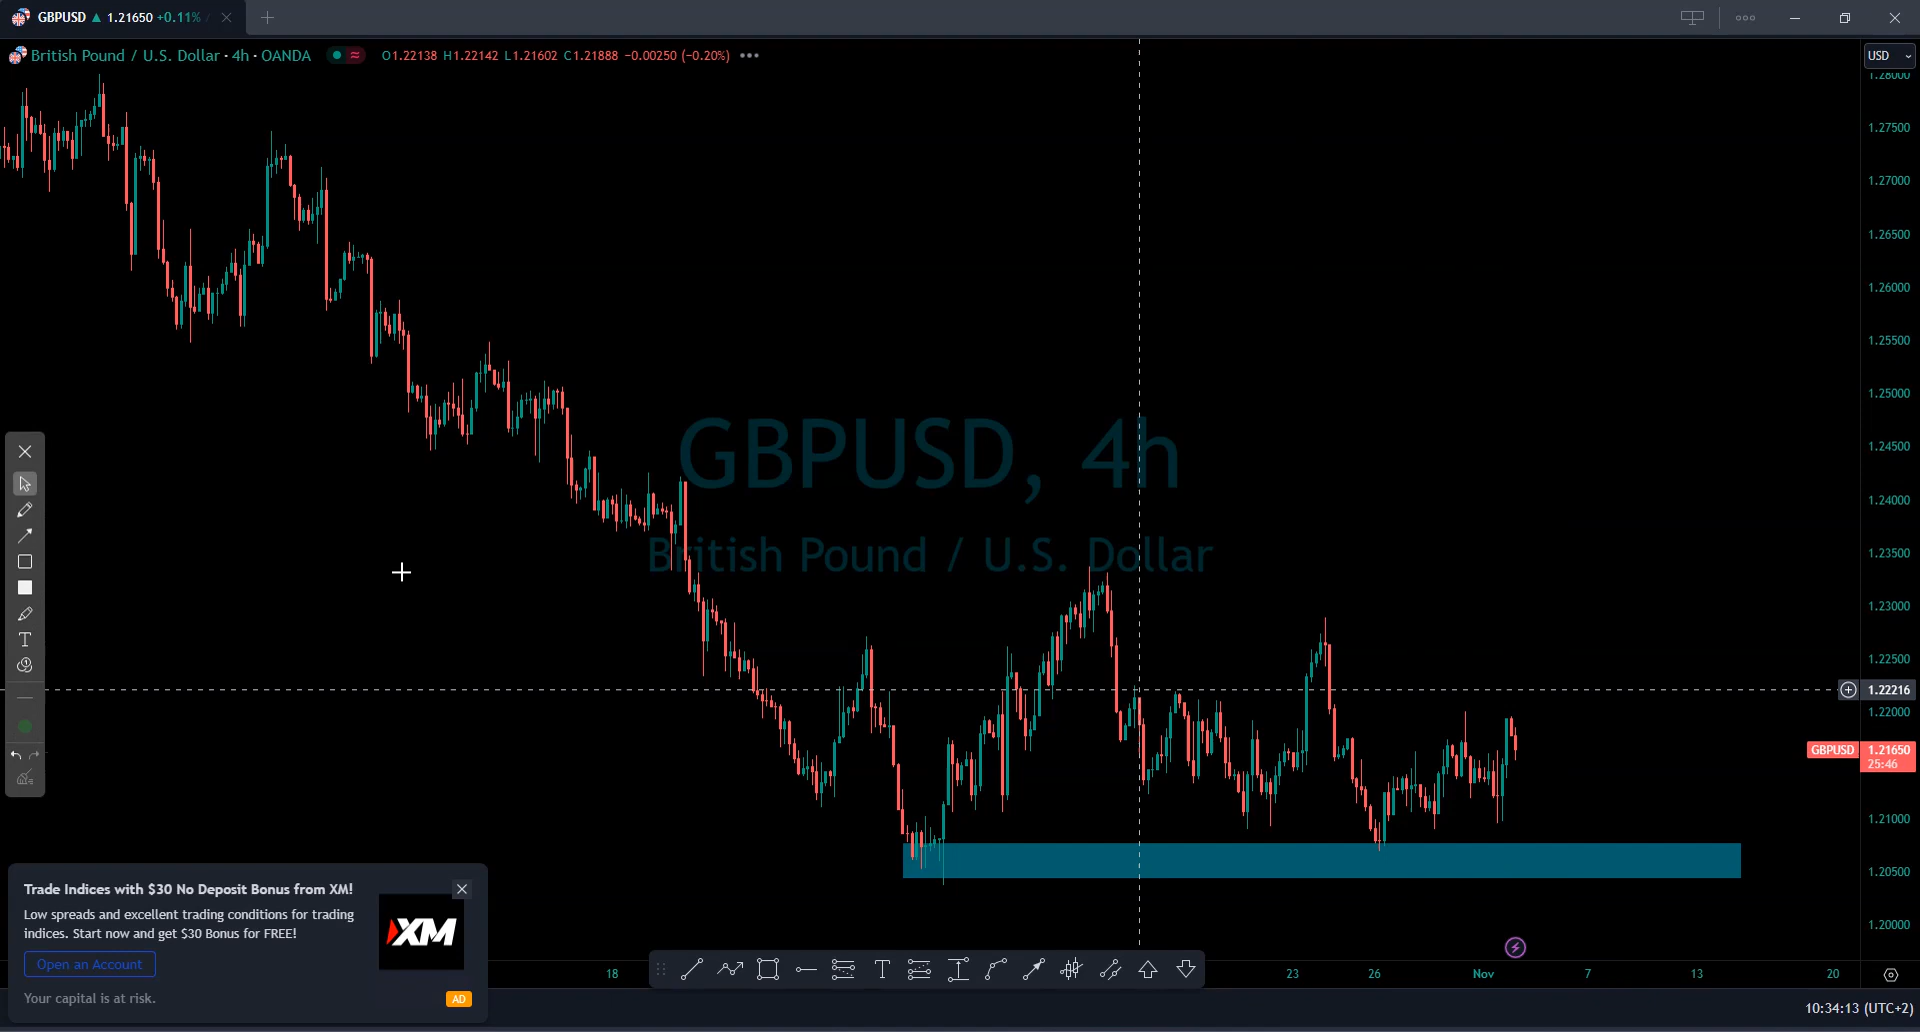 GBPUSD ▲ 1.21650 +0.11% /
British Pound / U.S. Dollar · 4h · OANDA
O1.22138 H1.22142 L1.21602 C1.21888 −0.00250 (−0.20%)
USD
1.28000
1.27500
1.27000
1.26500
1.26000
1.25500
1.25000
1.24500
1.24000
1.23500
1.23000
1.22500
1.22216
1.22000
GBPUSD 1.21650
25:46
1.21000
1.20500
1.20000
GBPUSD, 4h
British Pound / U.S. Dollar
Trade Indices with $30 No Deposit Bonus from XM!
Low spreads and excellent trading conditions for trading
indices. Start now and get $30 Bonus for FREE!
XM
Open an Account
Your capital is at risk.
AD
18
23
26
Nov
7
13
20
10:34:13 (UTC+2)